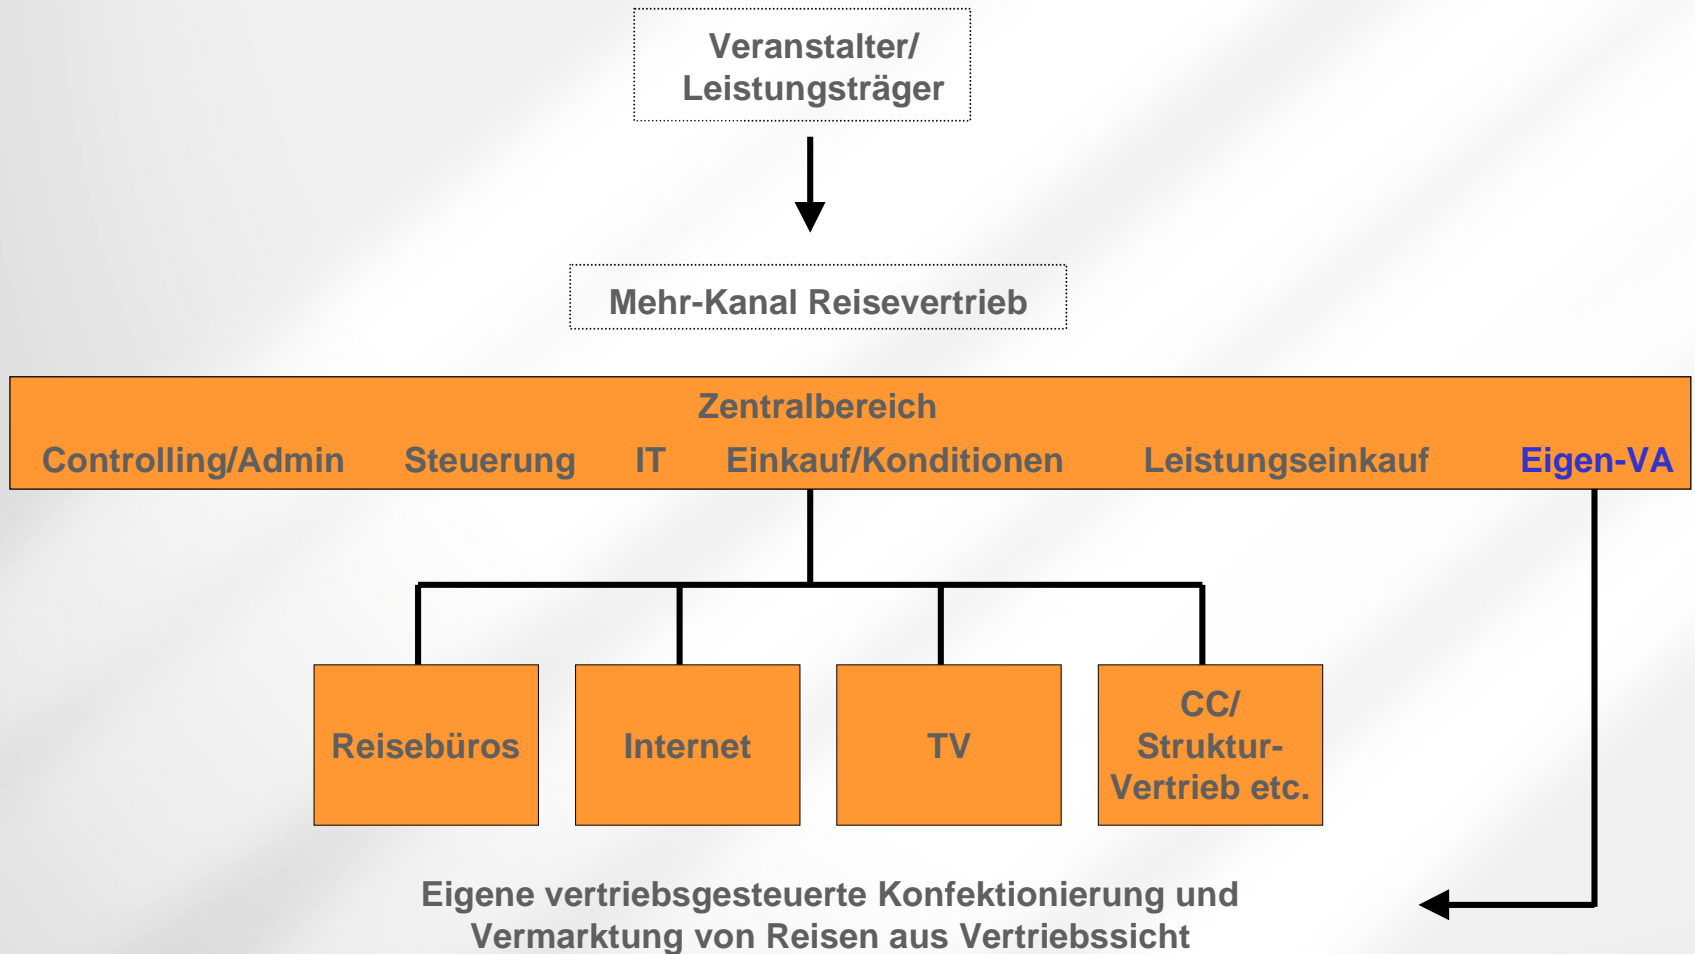 Veranstalter/
Leistungsträger
Mehr-Kanal Reisevertrieb
Zentralbereich
Controlling/Admin Steuerung IT Einkauf/Konditionen Leistungseinkauf Eigen-VA
Reisebüros
Internet
TV
CC/
Struktur-
Vertrieb etc.
Eigene vertriebsgesteuerte Konfektionierung und
Vermarktung von Reisen aus Vertriebssicht